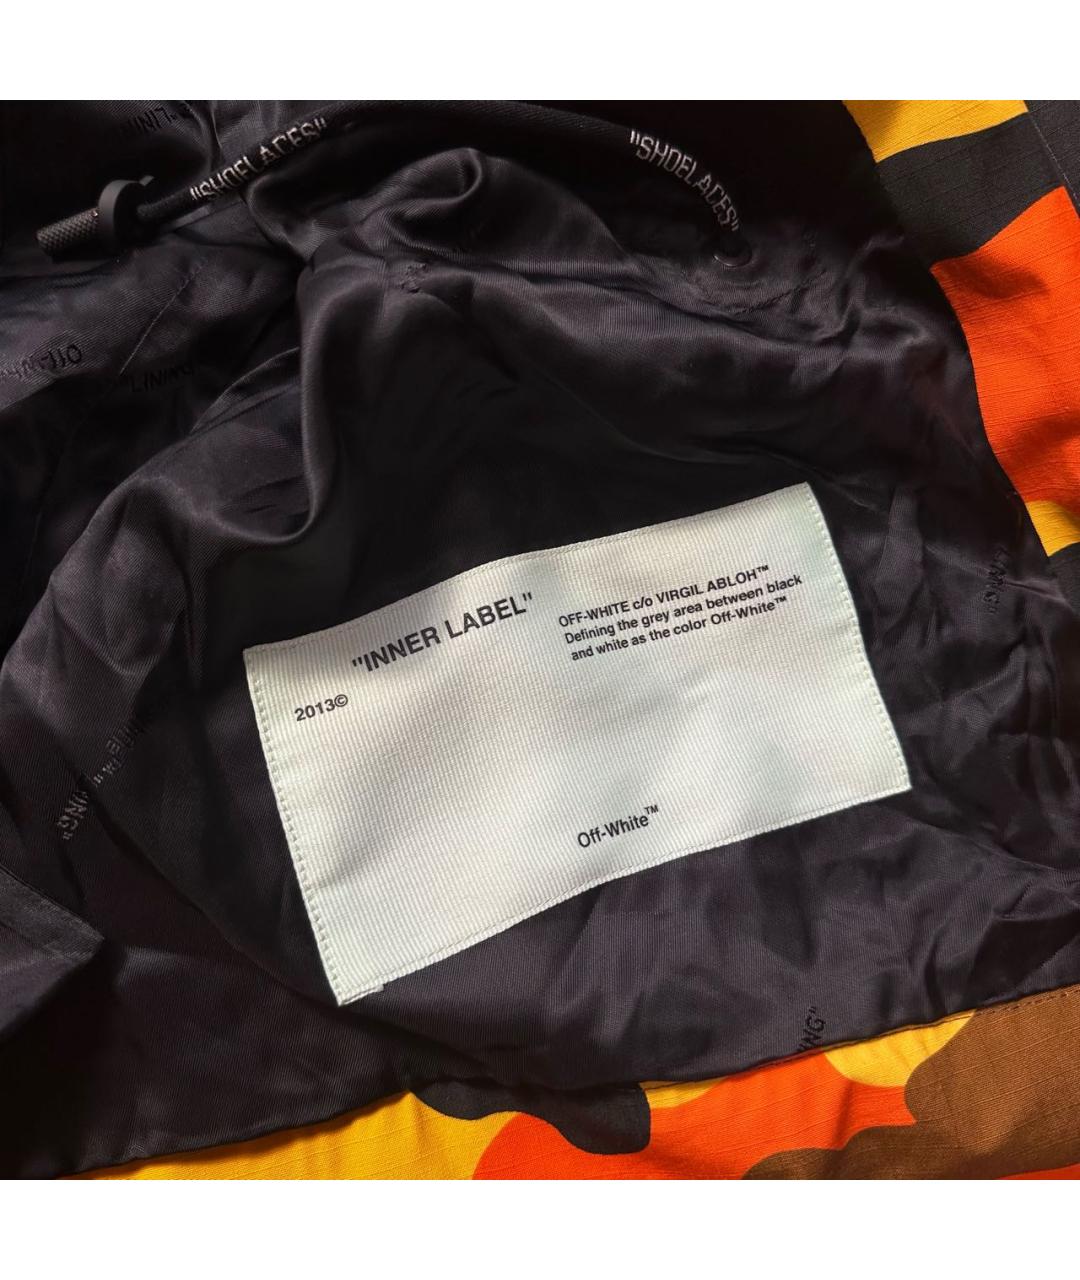 "SHOELACES"
"SHOELACES"
"INNER LABEL"
OFF-WHITE c/o VIRGIL ABLOH™
Defining the grey area between black
and white as the color Off-White™
2013©
Off-White™